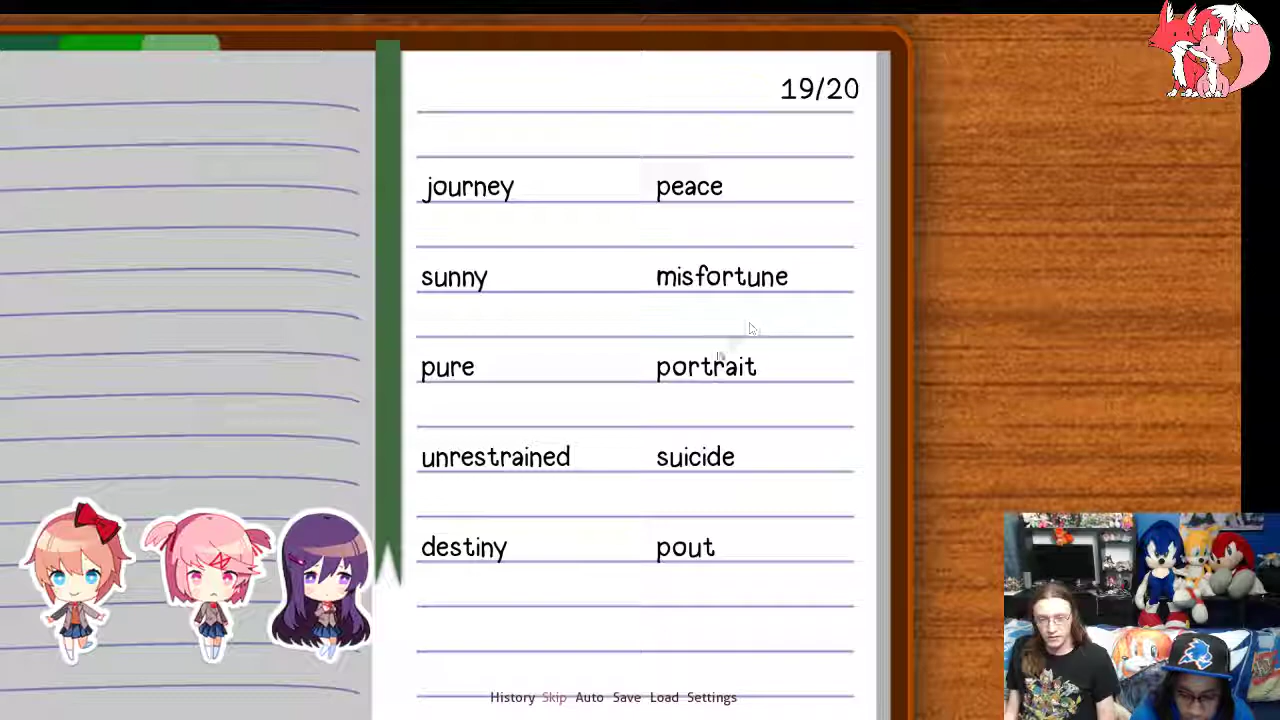 19/20
journey peace
sunny misfortune
pure portrait
unrestrained suicide
destiny pout
History Skip Auto Save Load Settings